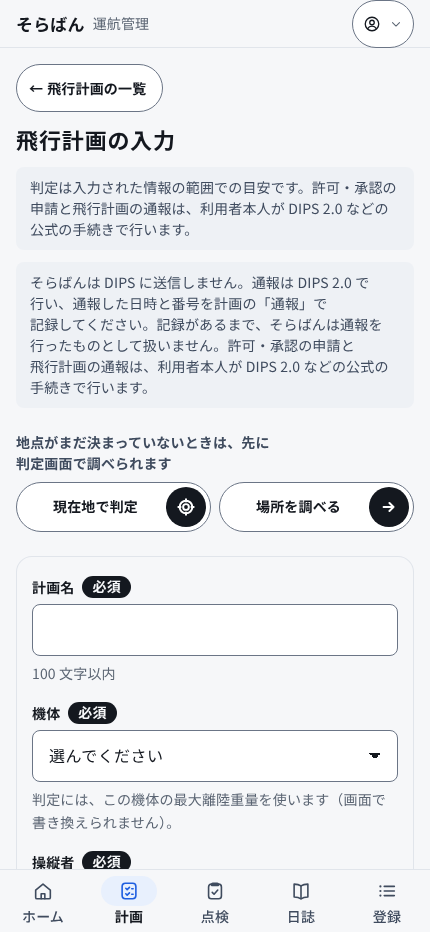 そらばん 運航管理
← 飛行計画の一覧
飛行計画の入力
判定は入力された情報の範囲での目安です。許可・承認の
申請と飛行計画の通報は、利用者本人が DIPS 2.0 などの
公式の手続きで行います。
そらばんは DIPS に送信しません。通報は DIPS 2.0 で
行い、通報した日時と番号を計画の「通報」で
記録してください。記録があるまで、そらばんは通報を
行ったものとして扱いません。許可・承認の申請と
飛行計画の通報は、利用者本人が DIPS 2.0 などの公式の
手続きで行います。
地点がまだ決まっていないときは、先に
判定画面で調べられます
現在地で判定 場所を調べる
計画名 必須
100 文字以内
機体 必須
選んでください
判定には、この機体の最大離陸重量を使います（画面で
書き換えられません）。
操縦者 必須
ホーム 計画 点検 日誌 登録